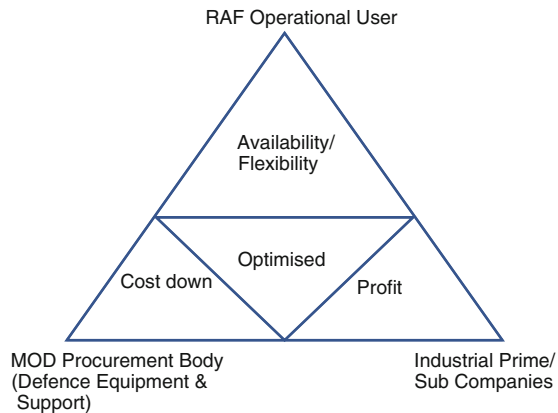 RAF Operational User
Availability/
Flexibility
Optimised
Cost down
Profit
MOD Procurement Body
(Defence Equipment &
Support)
Industrial Prime/
Sub Companies